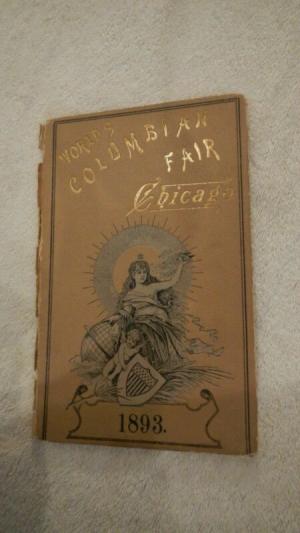 WORLD'S
COLUMBIAN
FAIR
Chicago
1893.